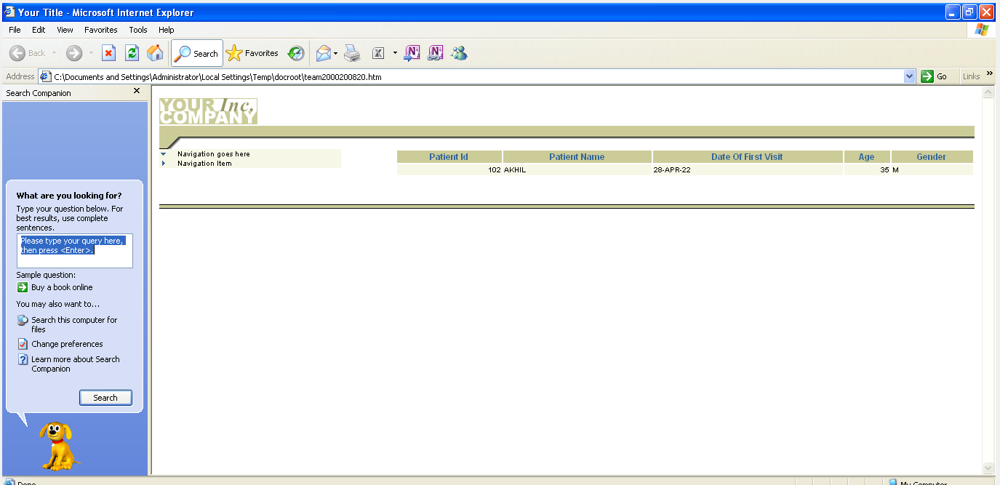 Your Title - Microsoft Internet Explorer
File Edit View Favorites Tools Help
Back Search Favorites
Address C:\Documents and Settings\Administrator\Local Settings\Temp\docroot\team2000200820.htm Go Links »
Search Companion
What are you looking for?
Type your question below. For
best results, use complete
sentences.
Please type your query here,
then press <Enter>.
Sample question:
Buy a book online
You may also want to...
Search this computer for
files
Change preferences
Learn more about Search
Companion
Search
YOUR Inc,
COMPANY
Navigation goes here
Navigation Item
Patient Id Patient Name Date Of First Visit Age Gender
102 AKHIL 28-APR-22 35 M
Done My Computer